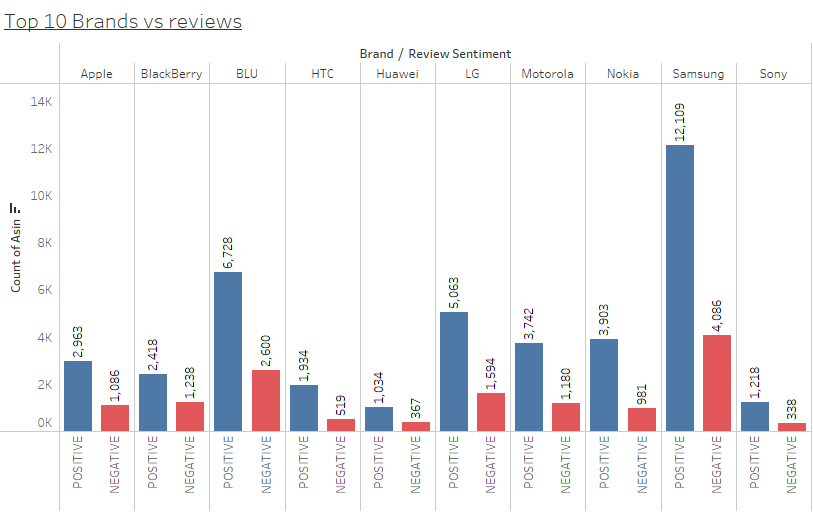 Top 10 Brands vs reviews
Brand / Review Sentiment
Apple BlackBerry BLU HTC Huawei LG Motorola Nokia Samsung Sony
Count of Asin
14K
12K
10K
8K
6K
4K
2K
0K
2,963 1,086 2,418 1,238 6,728 2,600 1,934 519 1,034 367 5,063 1,594 3,742 1,180 3,903 981 12,109 4,086 1,218 338
POSITIVE NEGATIVE POSITIVE NEGATIVE POSITIVE NEGATIVE POSITIVE NEGATIVE POSITIVE NEGATIVE POSITIVE NEGATIVE POSITIVE NEGATIVE POSITIVE NEGATIVE POSITIVE NEGATIVE POSITIVE NEGATIVE